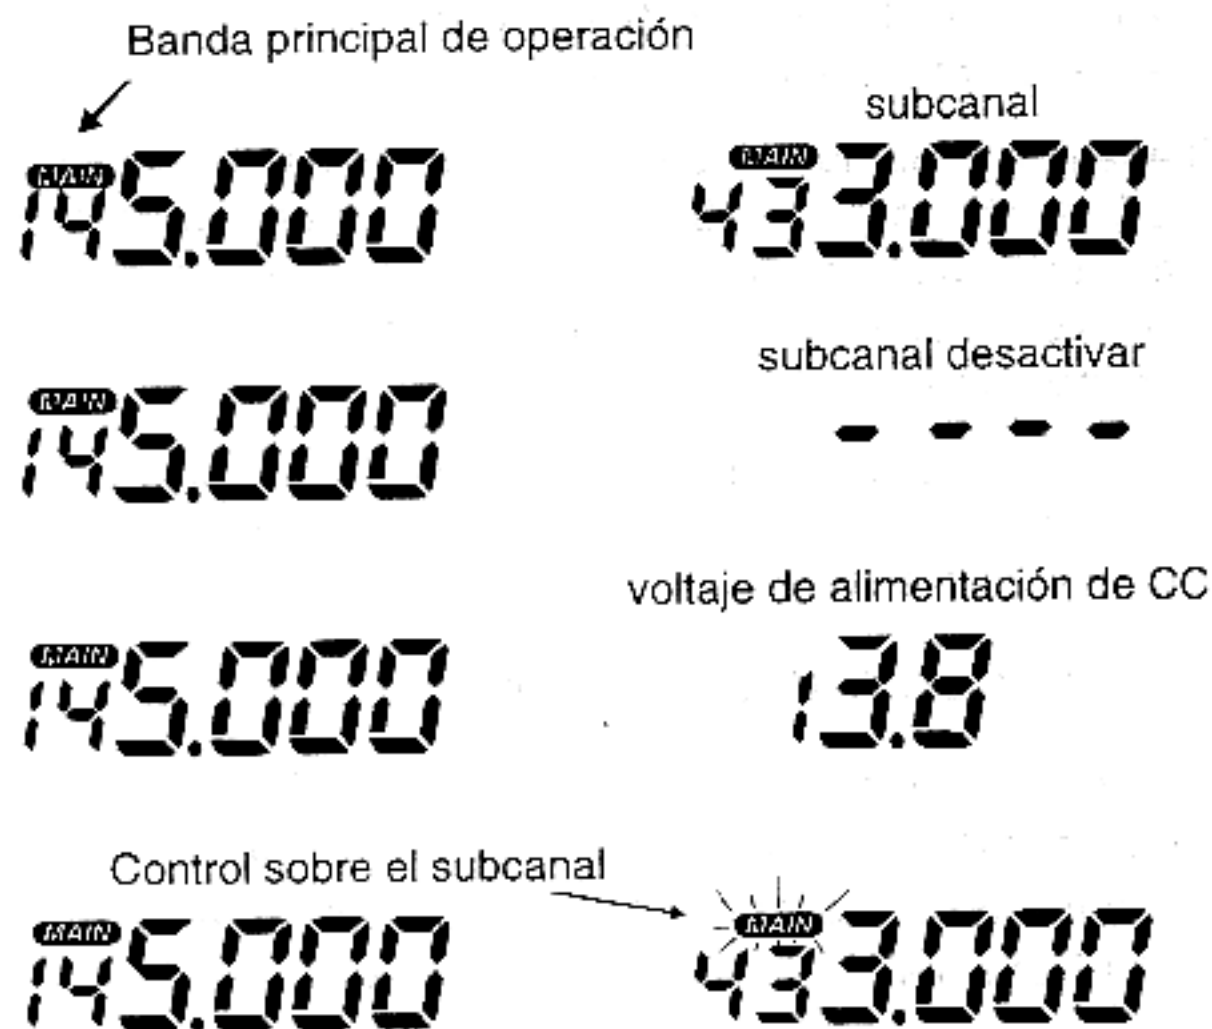 Banda principal de operación
subcanal
MAIN MAIN
145.000 433.000
subcanal desactivar
MAIN
145.000 - - - -
voltaje de alimentación de CC
MAIN
145.000 13.8
Control sobre el subcanal
MAIN MAIN
145.000 433.000